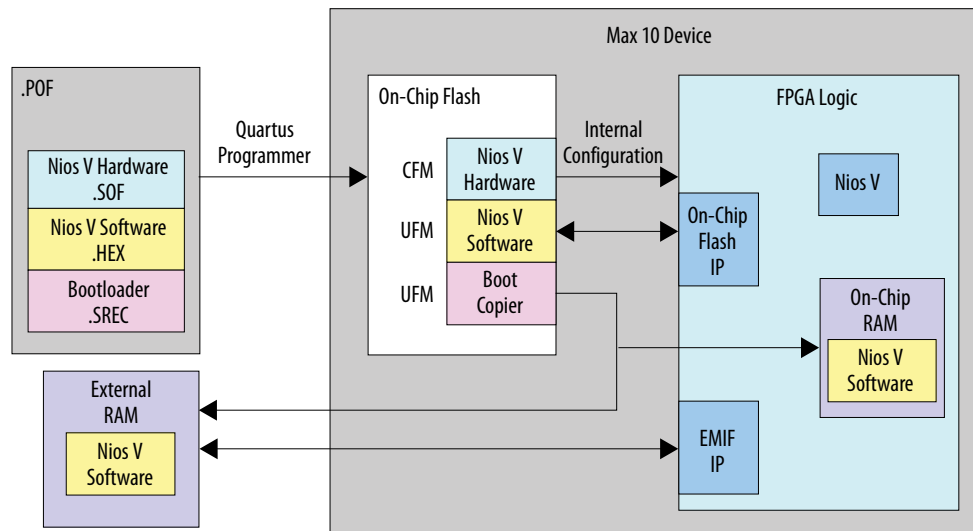 Max 10 Device
.POF
Nios V Hardware
.SOF
Nios V Software
.HEX
Bootloader
.SREC
Quartus
Programmer
On-Chip Flash
CFM
Nios V
Hardware
UFM
Nios V
Software
UFM
Boot
Copier
Internal
Configuration
FPGA Logic
Nios V
On-Chip
Flash
IP
On-Chip
RAM
Nios V
Software
External
RAM
Nios V
Software
EMIF
IP